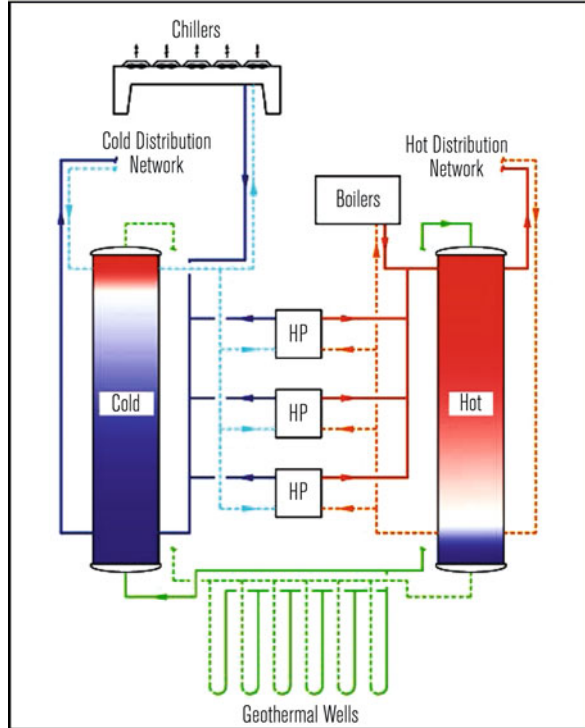 Chillers
Cold Distribution
Network
Hot Distribution
Network
Boilers
HP
HP
HP
Cold
Hot
Geothermal Wells